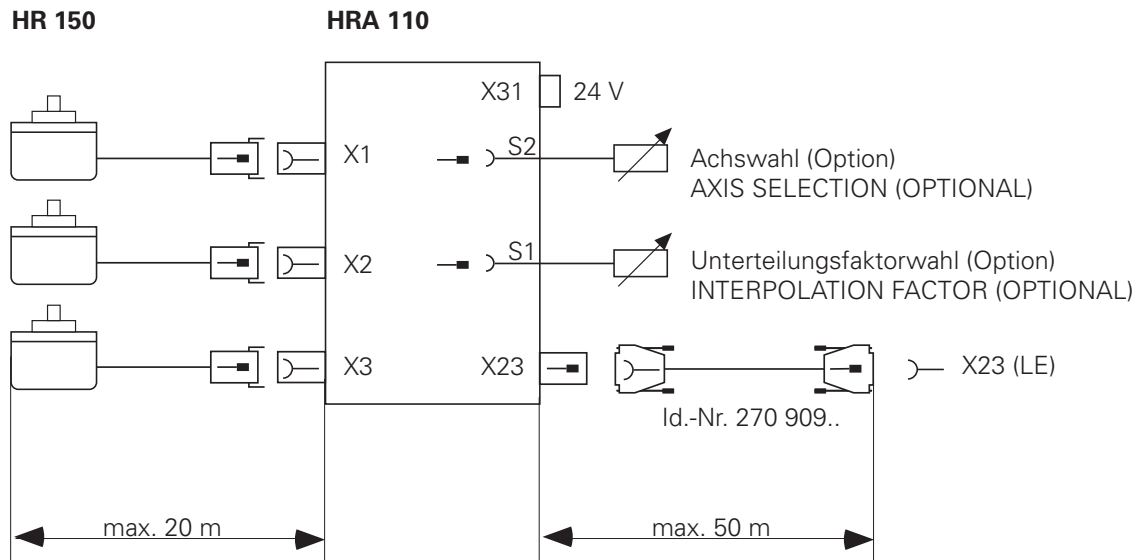 HR 150
HRA 110
X31
24 V
X1
S2
Achswahl (Option)
AXIS SELECTION (OPTIONAL)
X2
S1
Unterteilungsfaktorwahl (Option)
INTERPOLATION FACTOR (OPTIONAL)
X3
X23
X23 (LE)
Id.-Nr. 270 909..
max. 20 m
max. 50 m